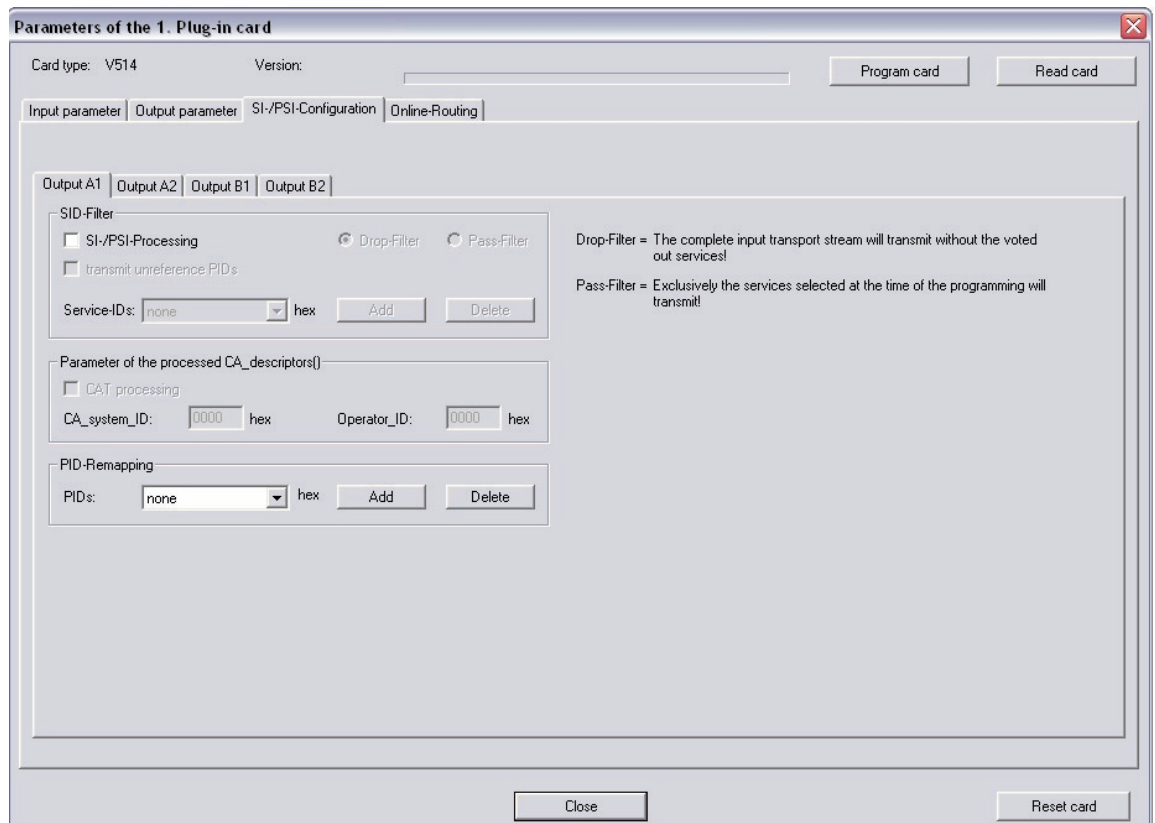 Parameters of the 1. Plug-in card
Card type: V514 Version: Program card Read card
Input parameter Output parameter SI-/PSI-Configuration Online-Routing
Output A1 Output A2 Output B1 Output B2
SID-Filter
SI-/PSI-Processing Drop-Filter Pass-Filter
transmit unreference PIDs
Service-IDs: none hex Add Delete
Drop-Filter = The complete input transport stream will transmit without the voted
out services!
Pass-Filter = Exclusively the services selected at the time of the programming will
transmit!
Parameter of the processed CA_descriptors()
CAT processing
CA_system_ID: 0000 hex Operator_ID: 0000 hex
PID-Remapping
PIDs: none hex Add Delete
Close Reset card